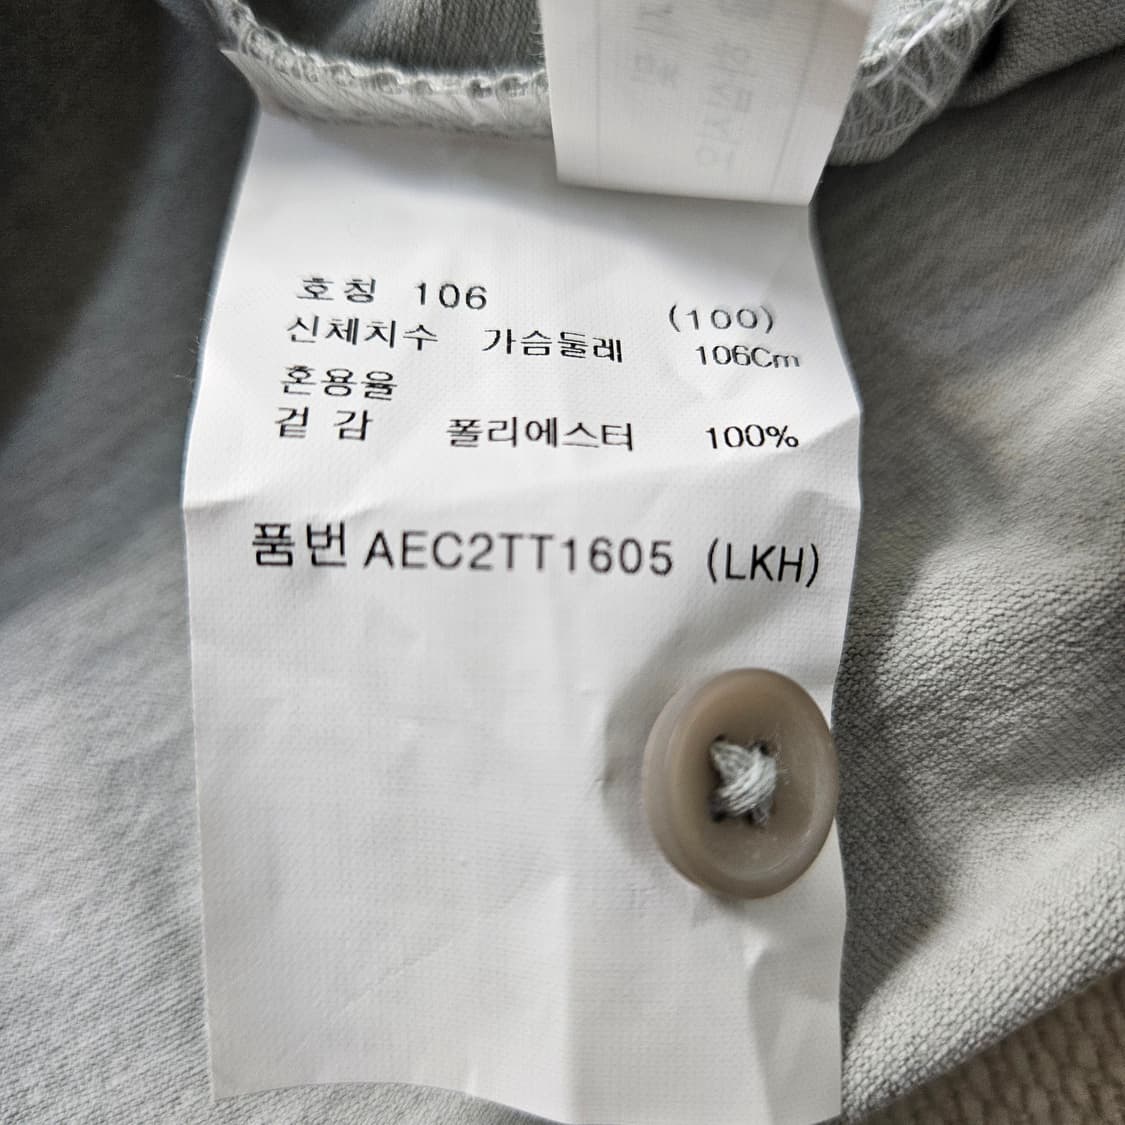 호칭 106 (100)
신체치수 가슴둘레 106Cm
혼용율
겉 감 폴리에스터 100%
품번 AEC2TT1605 (LKH)